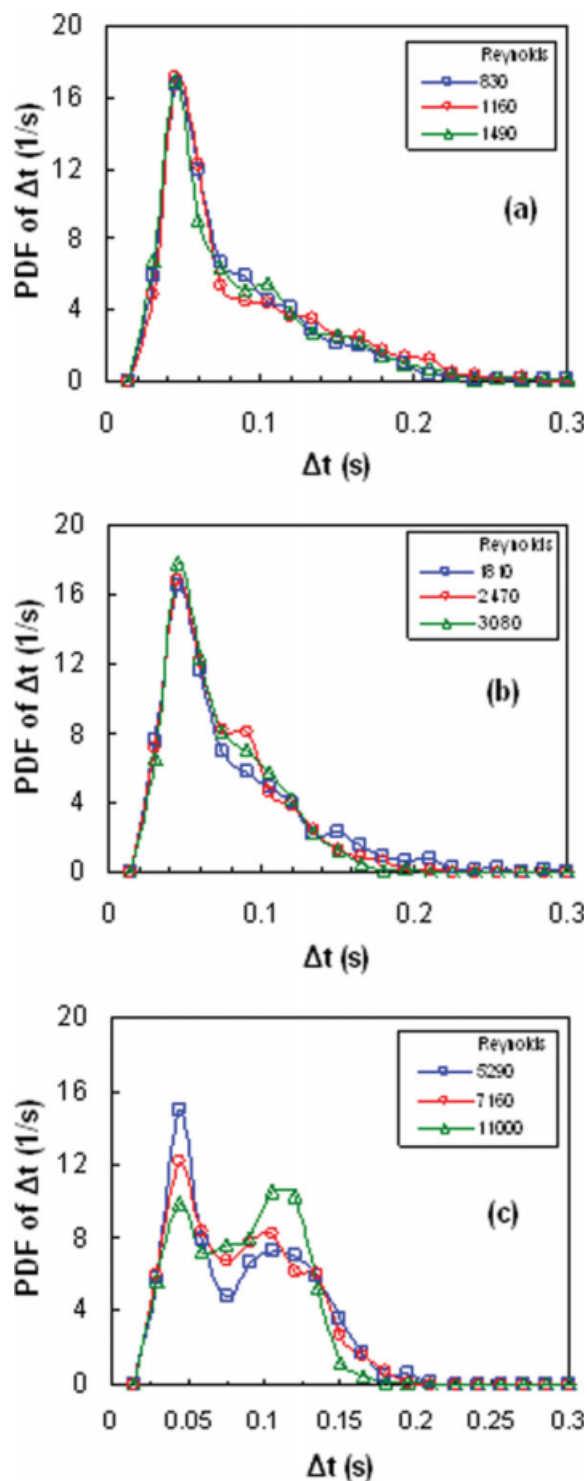 20
16
12
8
4
0
PDF of Δt (1/s)
Reynolds
830
1160
1490
(a)
0 0.1 0.2 0.3
Δt (s)
20
16
12
8
4
0
PDF of Δt (1/s)
Reynolds
1810
2470
3080
(b)
0 0.1 0.2 0.3
Δt (s)
20
16
12
8
4
0
PDF of Δt (1/s)
Reynolds
5290
7160
11000
(c)
0 0.05 0.1 0.15 0.2 0.25 0.3
Δt (s)